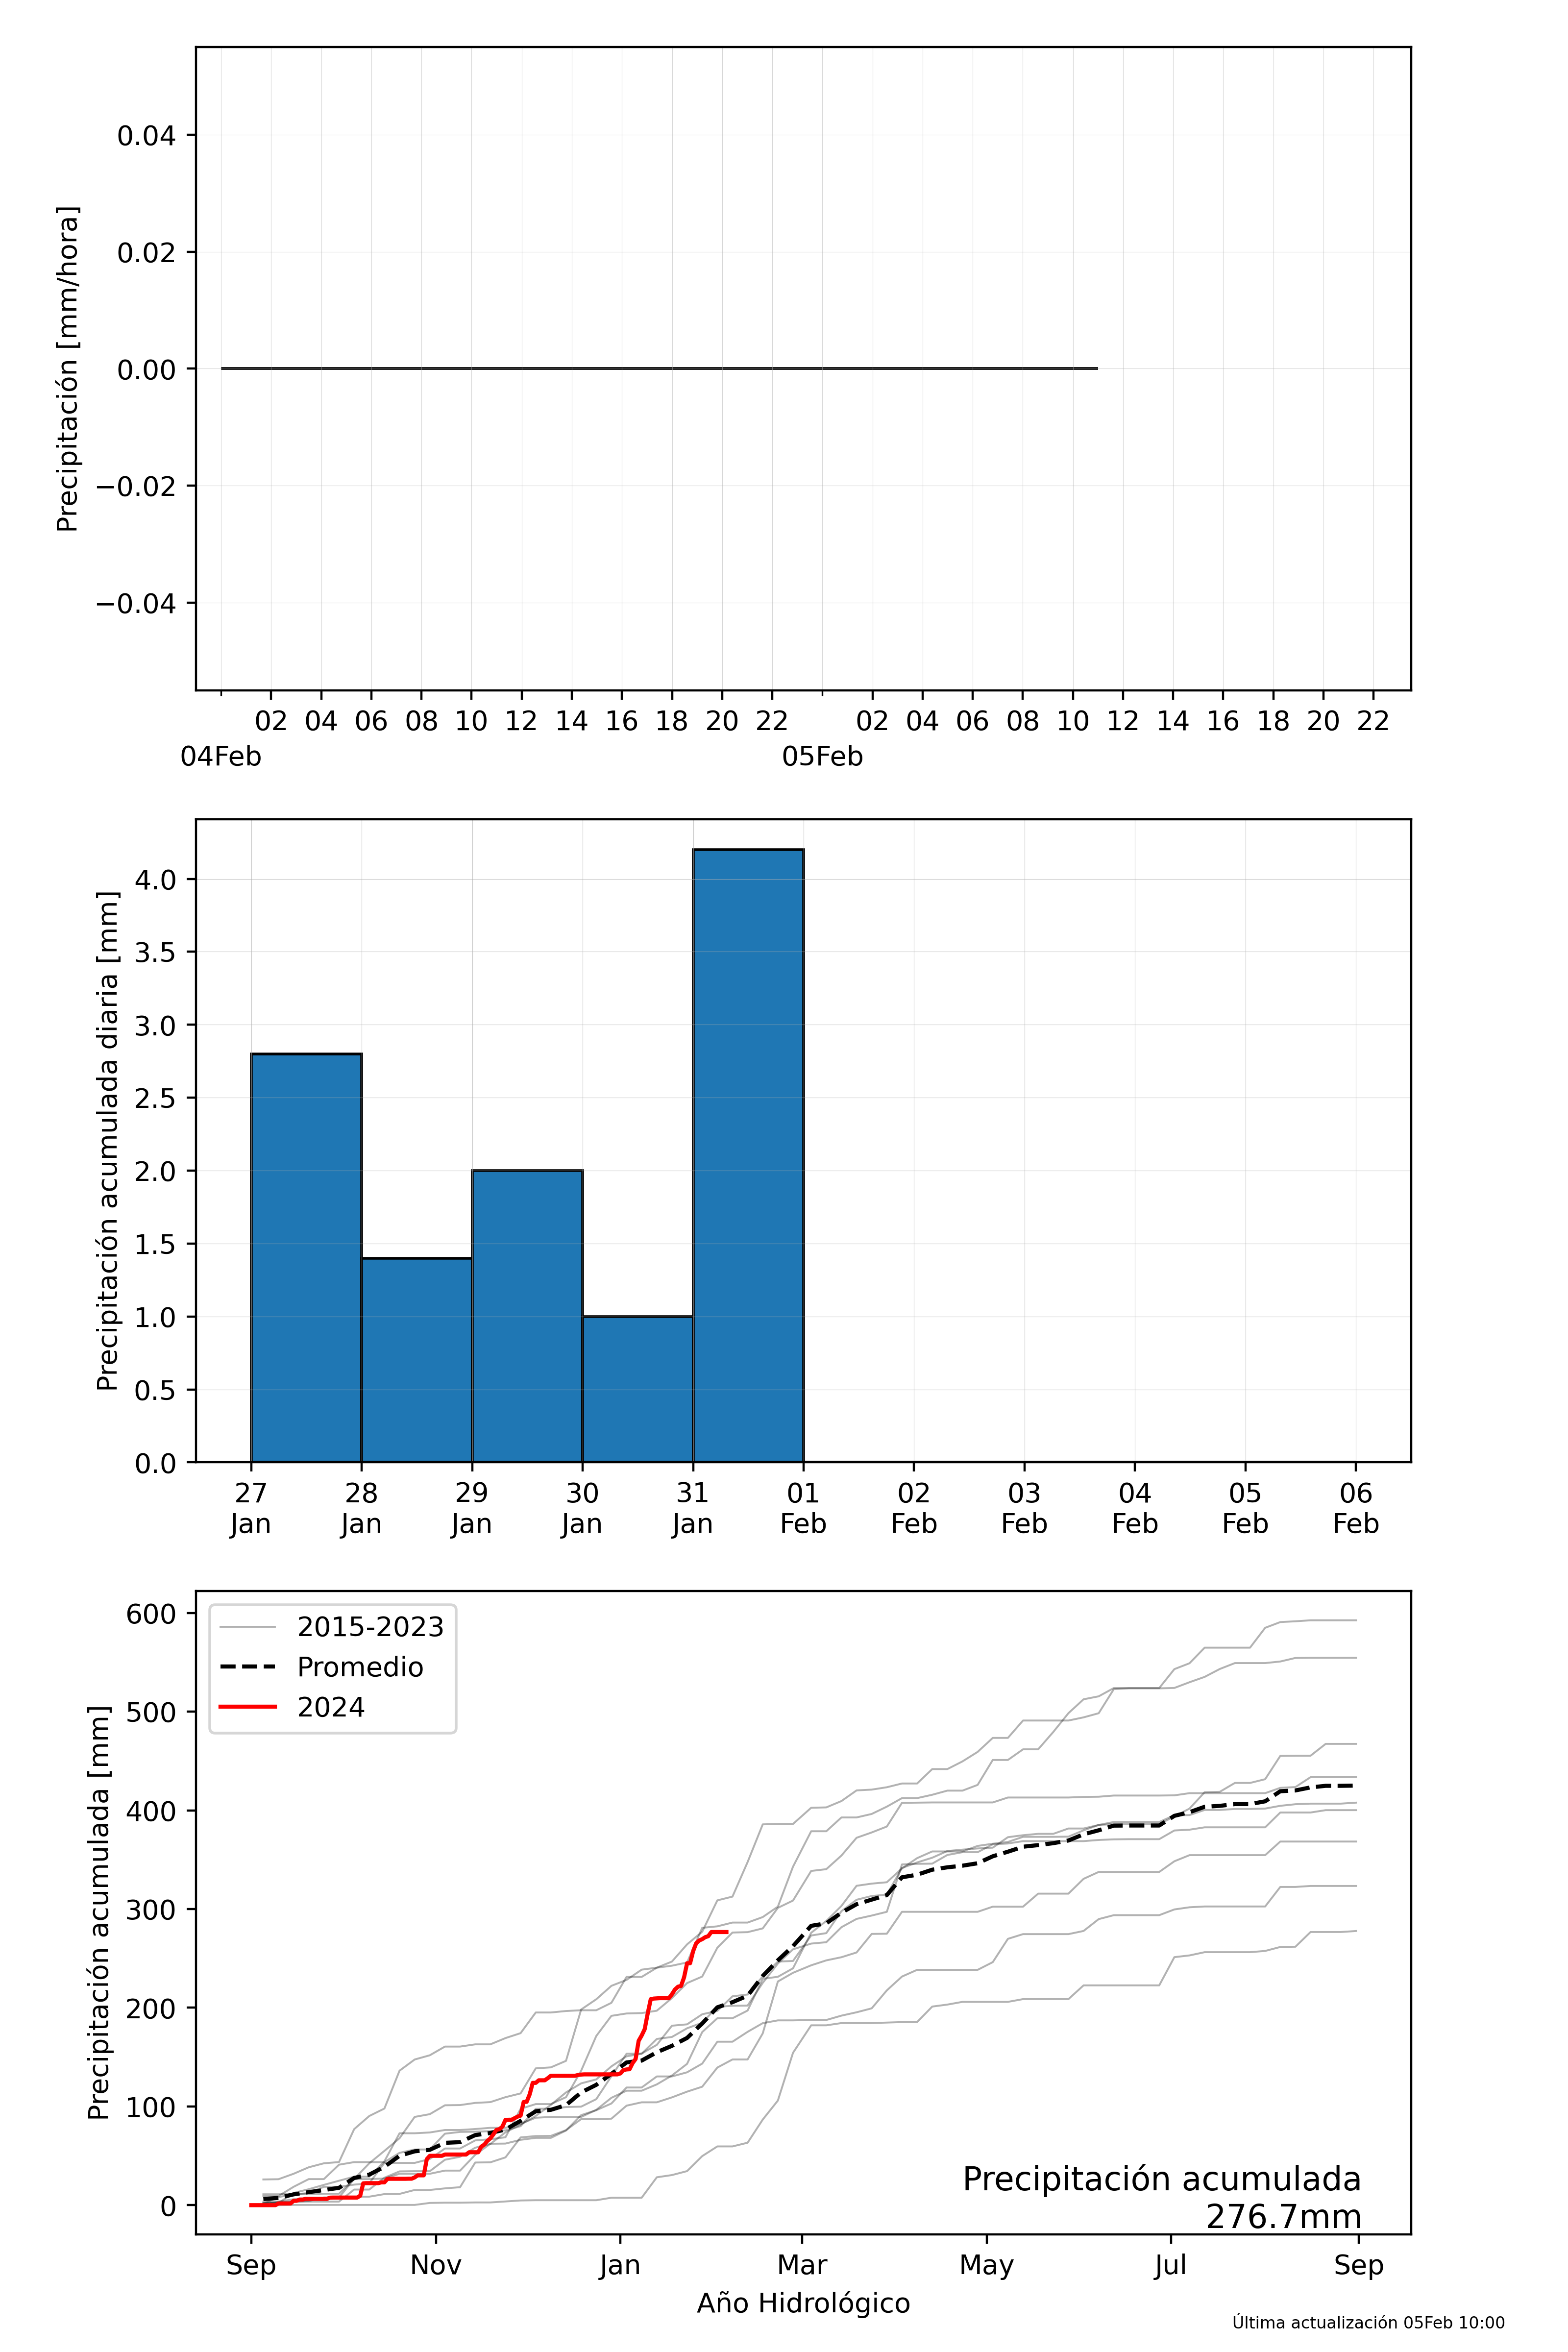 Precipitación [mm/hora]
0.04
0.02
0.00
−0.02
−0.04
02 04 06 08 10 12 14 16 18 20 22 02 04 06 08 10 12 14 16 18 20 22
04Feb 05Feb
Precipitación acumulada diaria [mm]
4.0
3.5
3.0
2.5
2.0
1.5
1.0
0.5
0.0
27 28 29 30 31 01 02 03 04 05 06
Jan Jan Jan Jan Jan Feb Feb Feb Feb Feb Feb
Precipitación acumulada [mm]
600
500
400
300
200
100
0
2015-2023
Promedio
2024
Precipitación acumulada
276.7mm
Sep Nov Jan Mar May Jul Sep
Año Hidrológico
Última actualización 05Feb 10:00